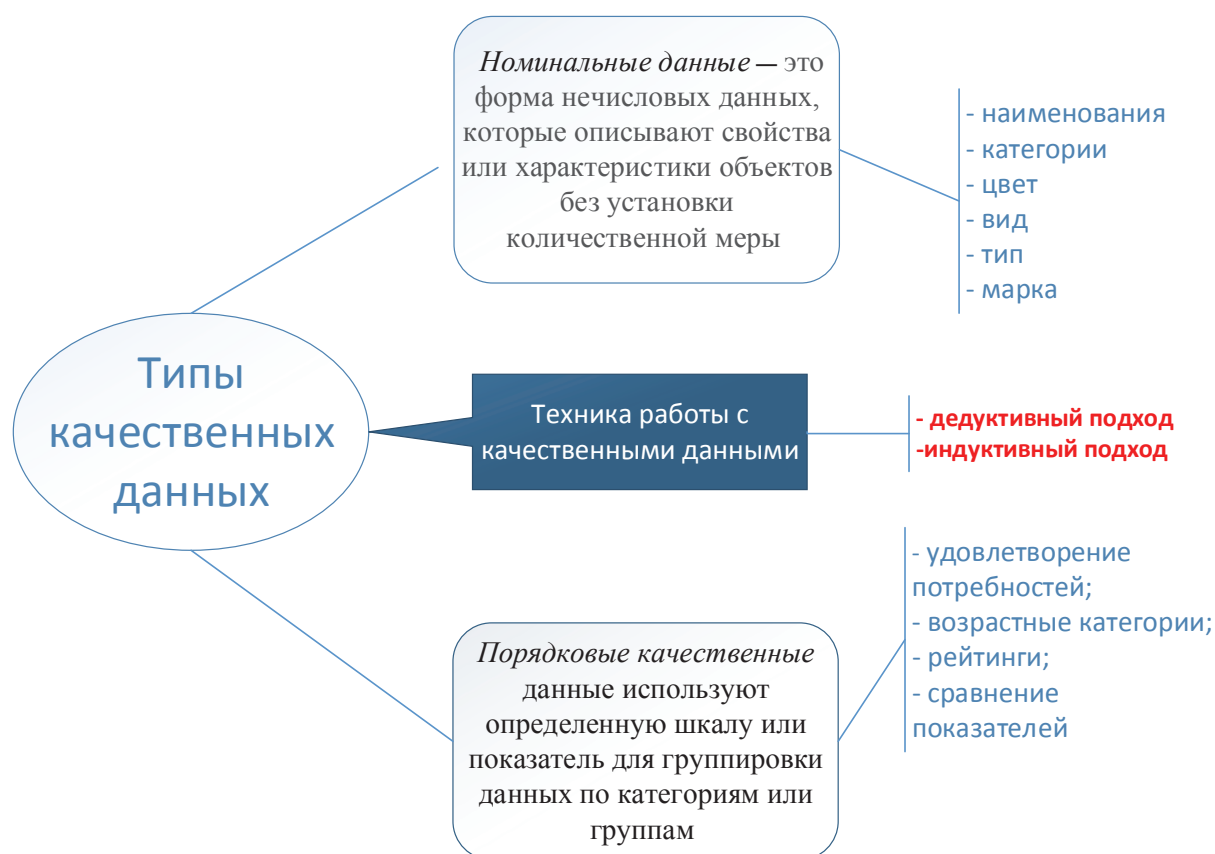 Номинальные данные — это
форма нечисловых данных,
которые описывают свойства
или характеристики объектов
без установки
количественной меры
- наименования
- категории
- цвет
- вид
- тип
- марка
Типы
качественных
данных
Техника работы с
качественными данными
- дедуктивный подход
-индуктивный подход
Порядковые качественные
данные используют
определенную шкалу или
показатель для группировки
данных по категориям или
группам
- удовлетворение
потребностей;
- возрастные категории;
- рейтинги;
- сравнение
показателей